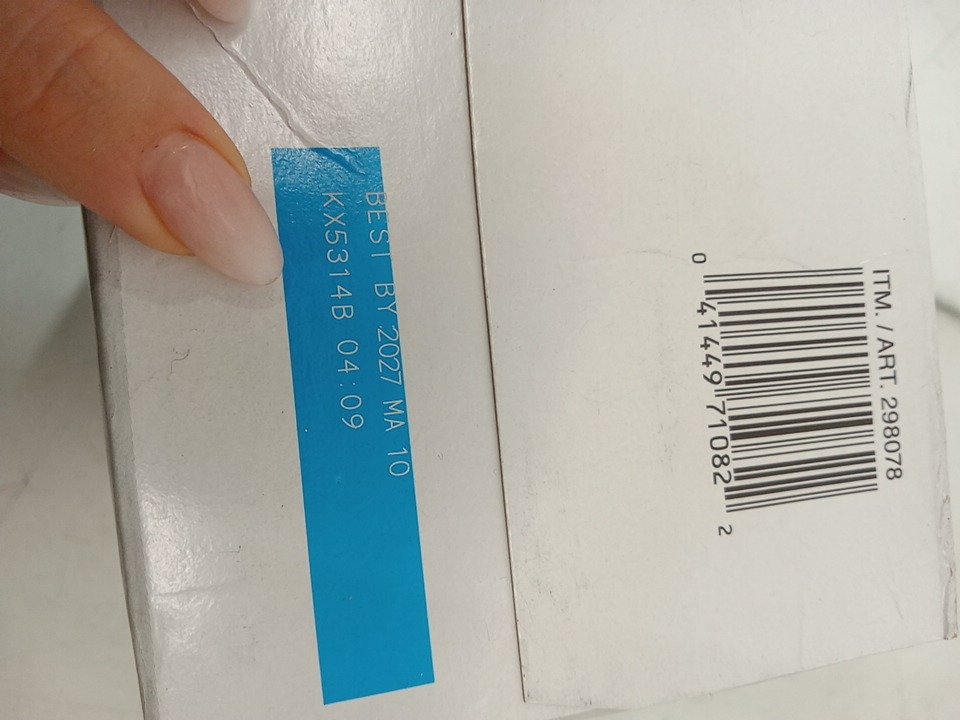 BEST BY 2027 MA 10
KX5314B 04:09
ITM. / ART. 298078
0 41449 71082 2